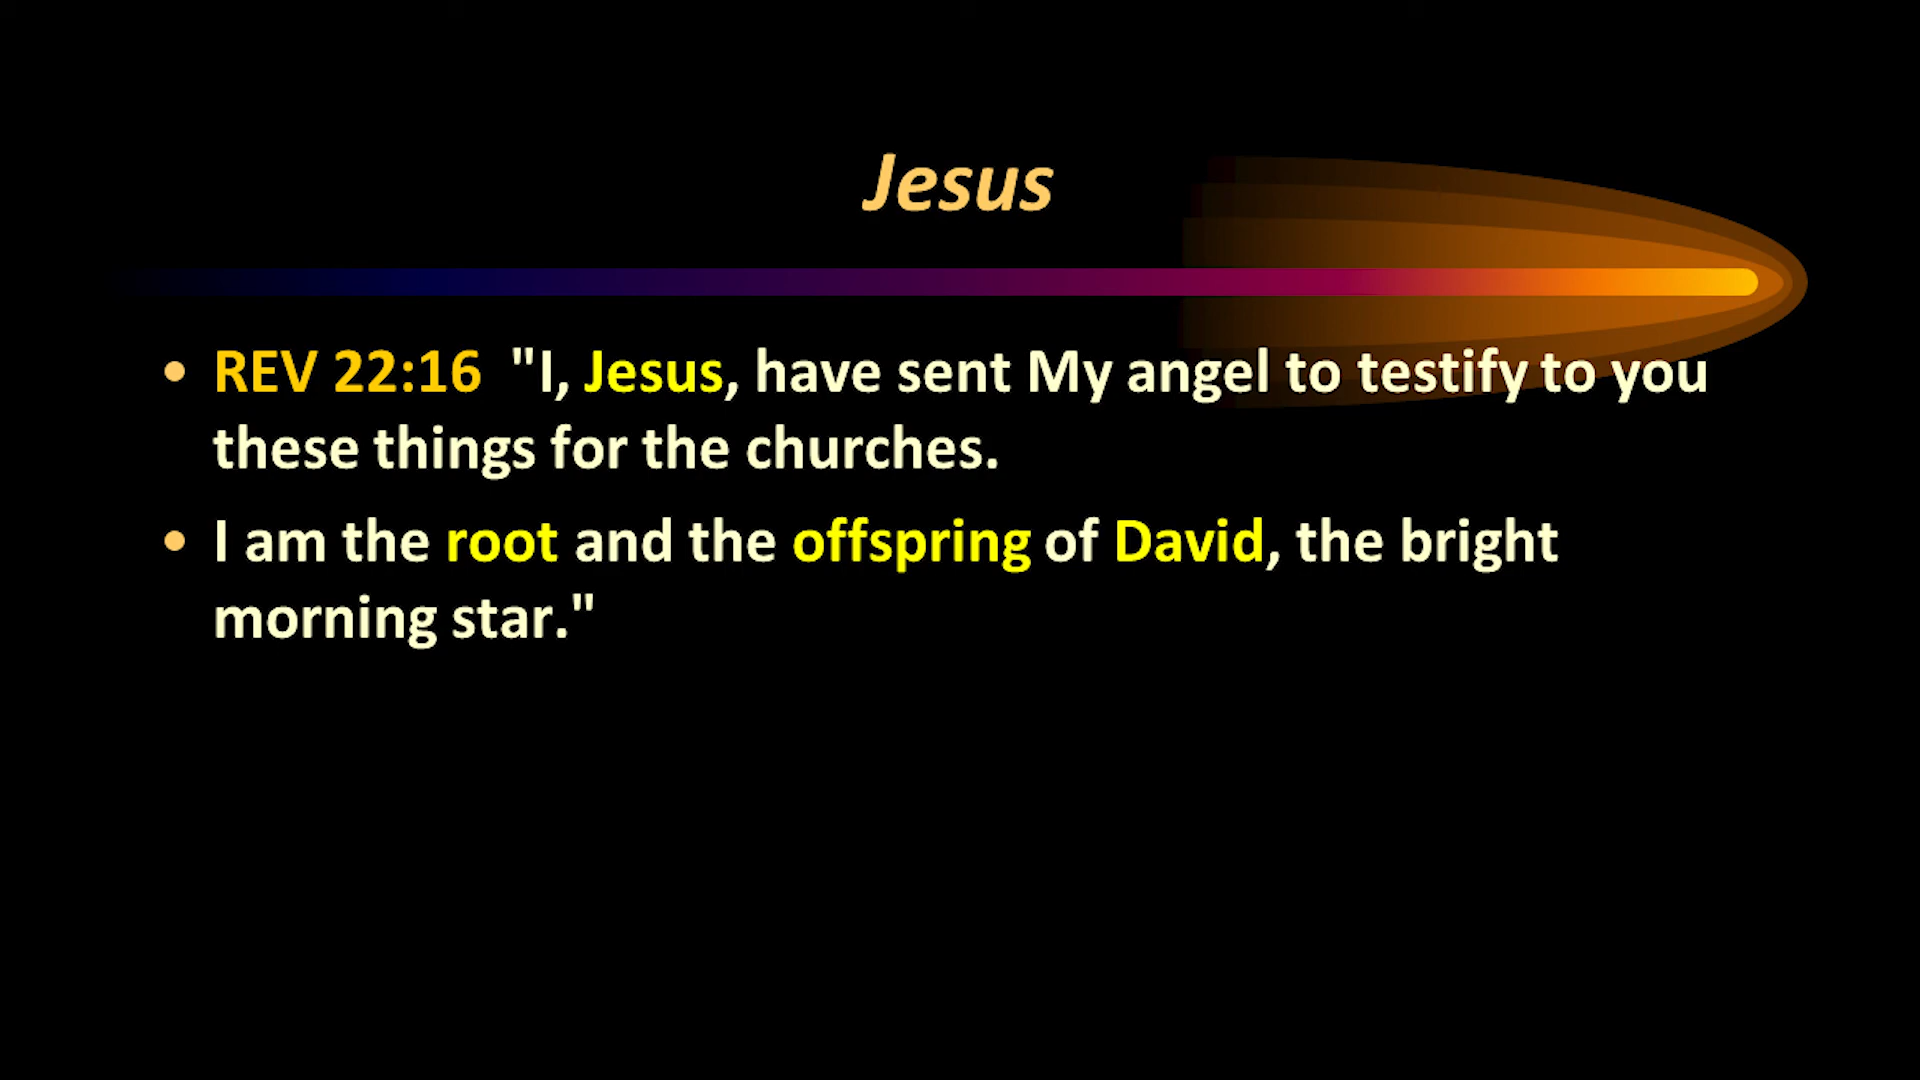 Jesus
• REV 22:16 "I, Jesus, have sent My angel to testify to you
these things for the churches.
• I am the root and the offspring of David, the bright
morning star."